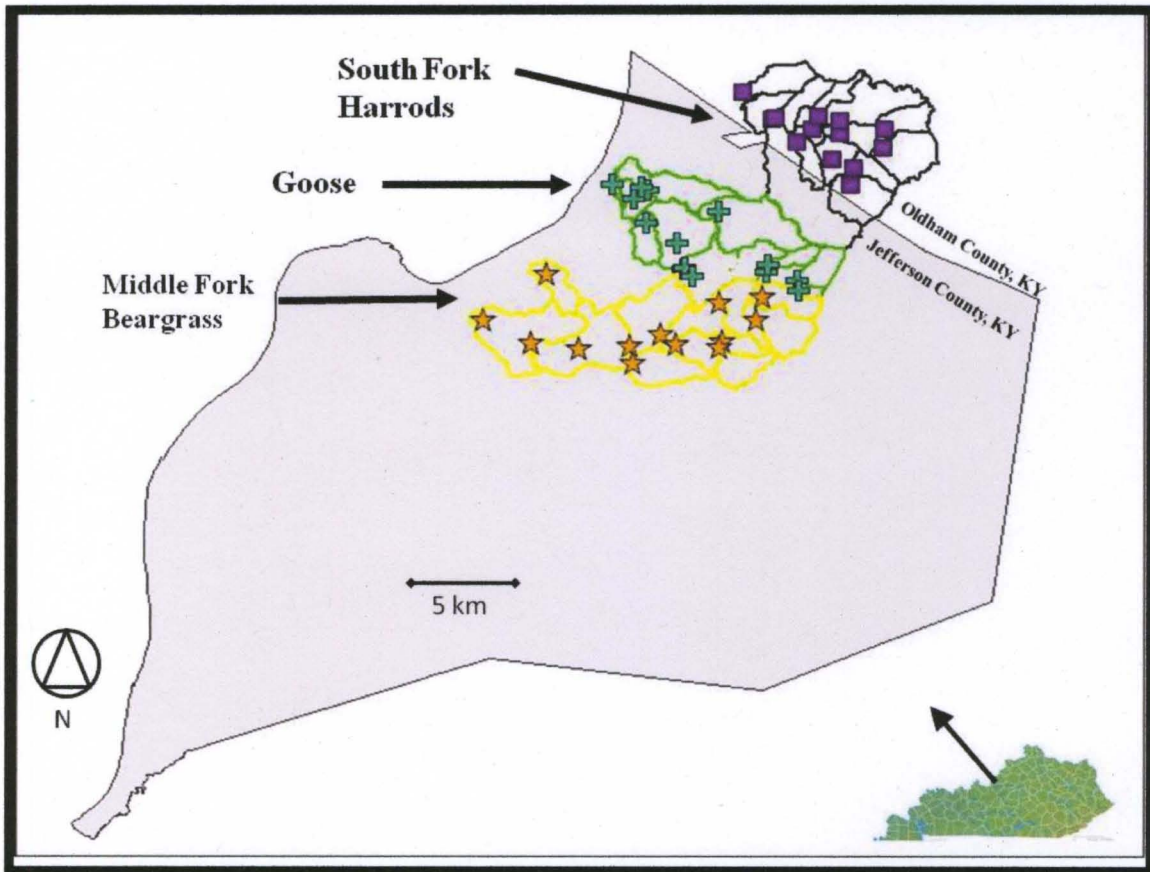 South Fork
Harrods
Goose
Middle Fork
Beargrass
Oldham County, KY
Jefferson County, KY
5 km
N